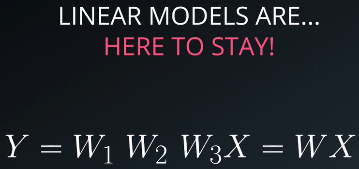 LINEAR MODELS ARE...
HERE TO STAY!
Y = W₁ W₂ W₃X = WX